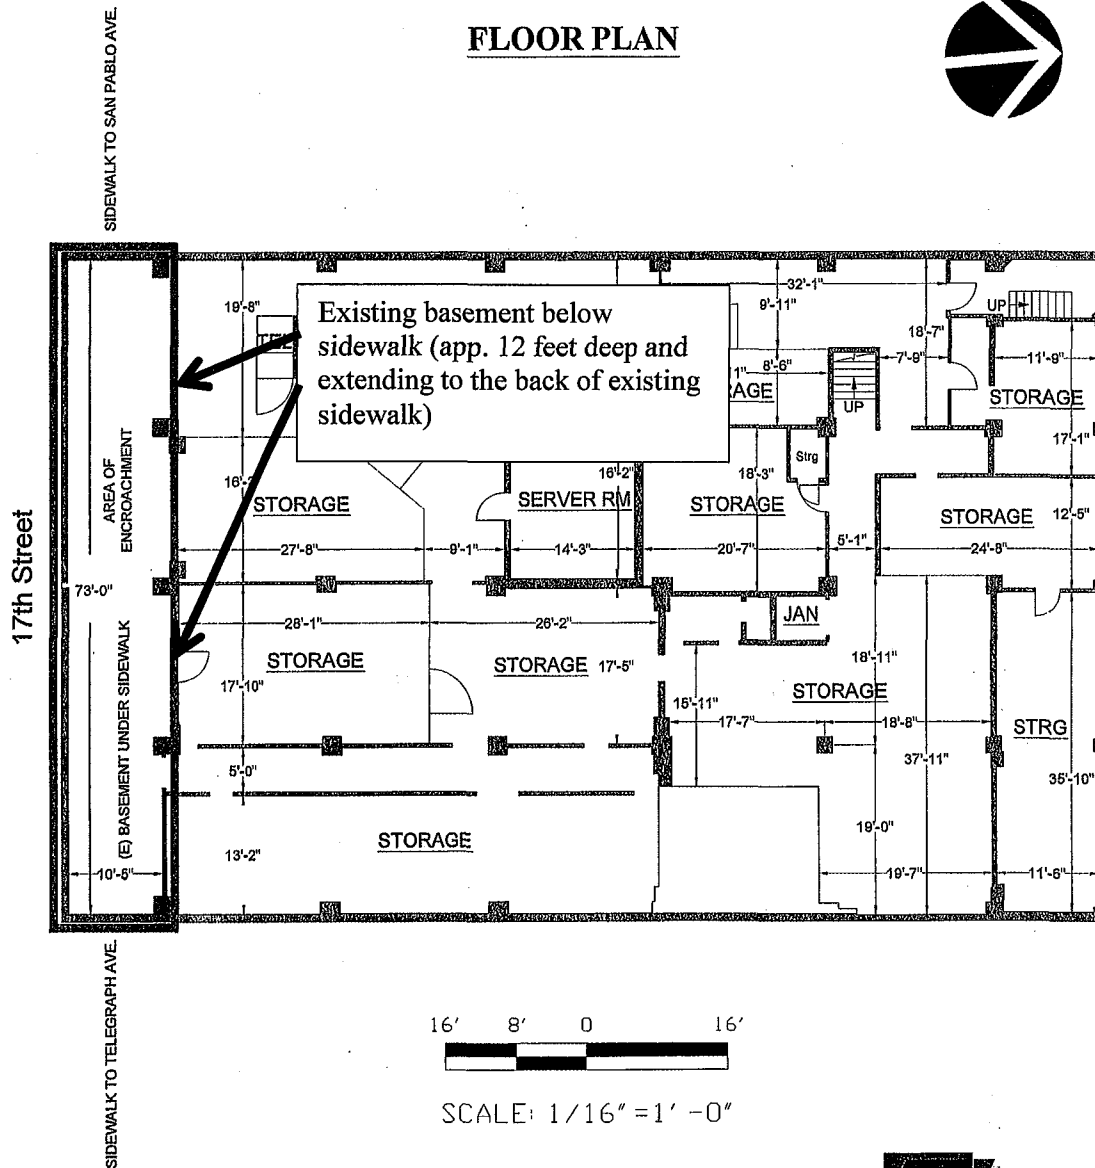 FLOOR PLAN
SIDEWALK TO SAN PABLO AVE.
17th Street
AREA OF
ENCROACHMENT
73'-0"
(E) BASEMENT UNDER SIDEWALK
10'-5"
Existing basement below
sidewalk (app. 12 feet deep and
extending to the back of existing
sidewalk)
19'-8"
32'-1"
9'-11"
18'-7"
UP
7'-9"
11'-9"
8'-6"
UP
STORAGE
17'-1"
Strg
STORAGE
SERVER RM
16'-2"
18'-3"
STORAGE
STORAGE
12'-5"
27'-8"
9'-1"
14'-3"
20'-7"
5'-1"
24'-8"
JAN
28'-1"
26'-2"
STORAGE
STORAGE
17'-5"
18'-11"
17'-10"
15'-11"
STORAGE
17'-7"
18'-8"
STRG
37'-11"
35'-10"
5'-0"
STORAGE
13'-2"
19'-0"
19'-7"
11'-6"
SIDEWALK TO TELEGRAPH AVE.
16' 8' 0 16'
SCALE: 1/16"=1' -0"